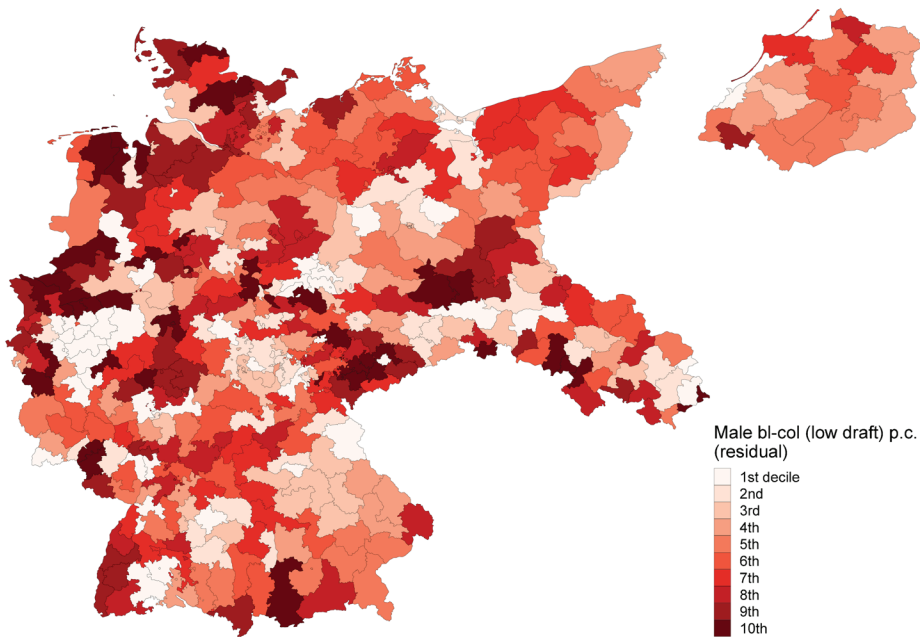 Male bl-col (low draft) p.c.
(residual)
1st decile
2nd
3rd
4th
5th
6th
7th
8th
9th
10th